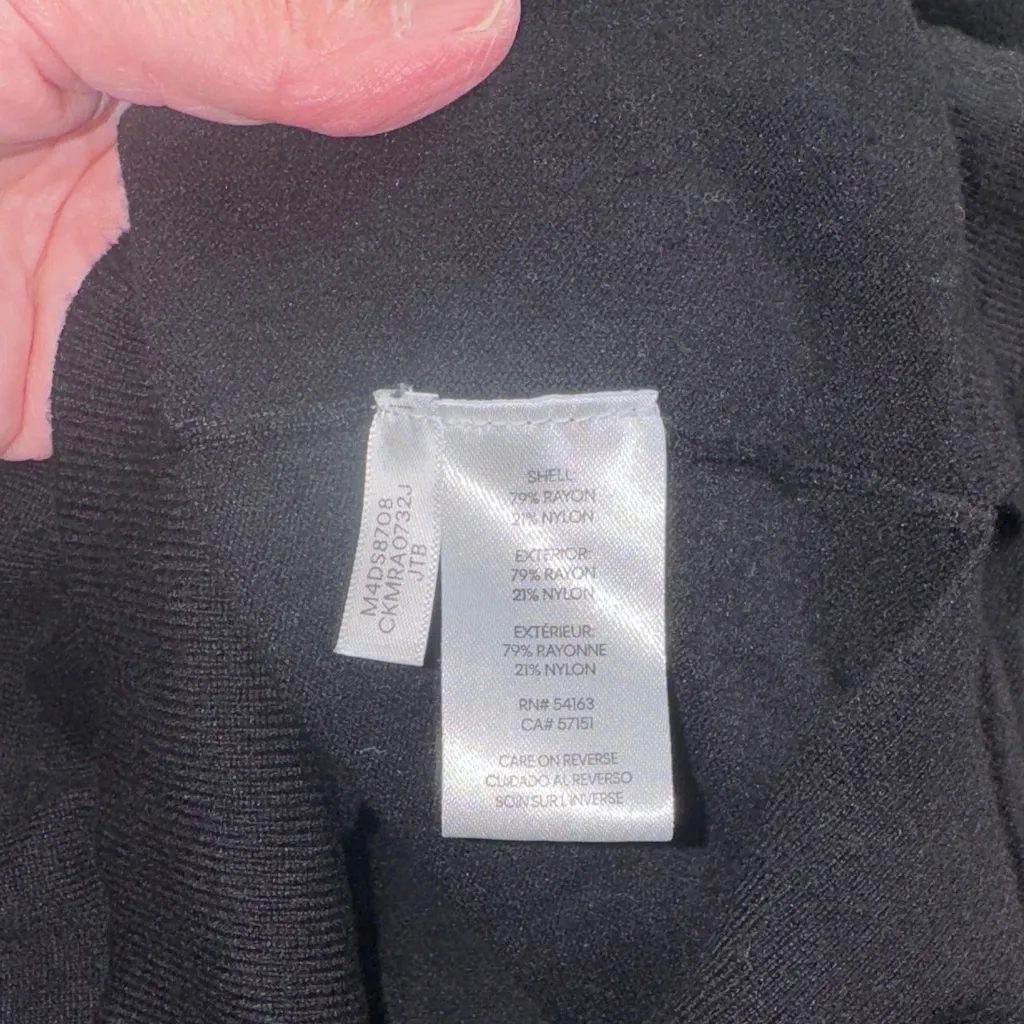 M4DS8708
CKMRA0732J
JTB
SHELL:
79% RAYON
21% NYLON
EXTERIOR:
79% RAYON
21% NYLON
EXTÉRIEUR:
79% RAYONNE
21% NYLON
RN# 54163
CA# 57151
CARE ON REVERSE
CUIDADO AL REVERSO
SOIN SUR L'INVERSE